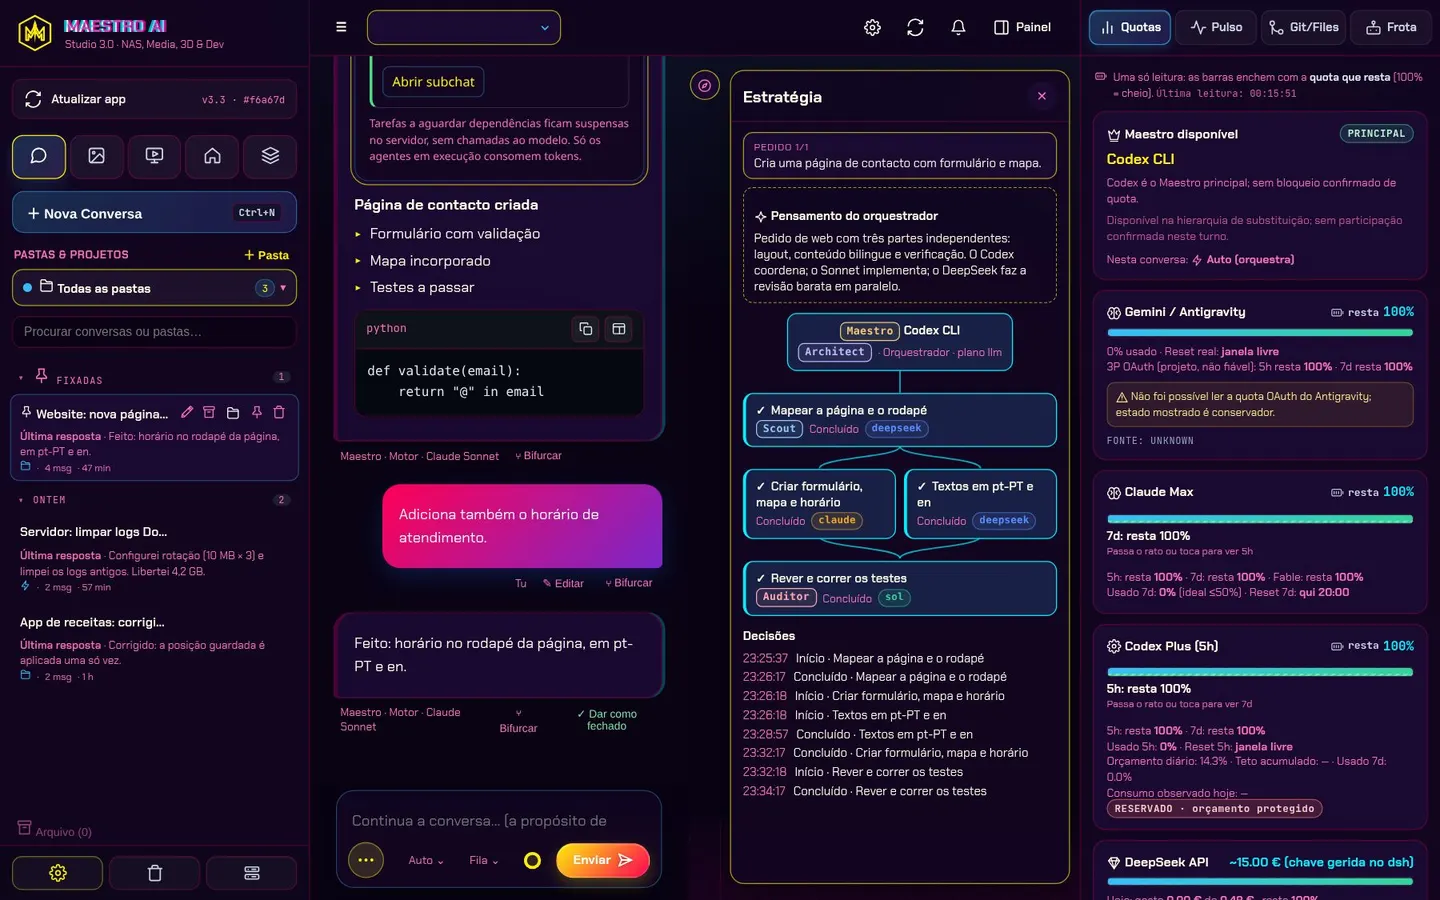 MAESTRO AI
Studio 3.0 · NAS, Media, 3D & Dev
Atualizar app
v3.3 · #f6a67d
+ Nova Conversa
Ctrl+N
PASTAS & PROJETOS
+ Pasta
Todas as pastas
3
Procurar conversas ou pastas…
FIXADAS
1
Website: nova página…
Última resposta · Feito: horário no rodapé da página,
em pt-PT e en.
· 4 msg · 47 min
ONTEM
2
Servidor: limpar logs Do…
Última resposta · Configurei rotação (10 MB × 3) e
limpei os logs antigos. Libertei 4,2 GB.
· 2 msg · 57 min
App de receitas: corrigi…
Última resposta · Corrigido: a posição guardada é
aplicada uma só vez.
· 2 msg · 1 h
Arquivo (0)
Painel
Abrir subchat
Tarefas a aguardar dependências ficam suspensas
no servidor, sem chamadas ao modelo. Só os
agentes em execução consomem tokens.
Página de contacto criada
Formulário com validação
Mapa incorporado
Testes a passar
python
def validate(email):
return "@" in email
Maestro · Motor · Claude Sonnet
Bifurcar
Adiciona também o horário de
atendimento.
Tu
✎ Editar
Bifurcar
Feito: horário no rodapé da página, em pt-
PT e en.
Maestro · Motor · Claude
Sonnet
Bifurcar
✓ Dar como
fechado
Continua a conversa… (a propósito de
Auto
Fila
Enviar
Estratégia
PEDIDO 1/1
Cria uma página de contacto com formulário e mapa.
Pensamento do orquestrador
Pedido de web com três partes independentes:
layout, conteúdo bilingue e verificação. O Codex
coordena; o Sonnet implementa; o DeepSeek faz a
revisão barata em paralelo.
Maestro Codex CLI
Architect · Orquestrador · plano llm
✓ Mapear a página e o rodapé
Scout Concluído deepseek
✓ Criar formulário,
mapa e horário
Concluído claude
✓ Textos em pt-PT e
en
Concluído deepseek
✓ Rever e correr os testes
Auditor Concluído sol
Decisões
23:25:37 Início · Mapear a página e o rodapé
23:26:17 Concluído · Mapear a página e o rodapé
23:26:18 Início · Criar formulário, mapa e horário
23:26:18 Início · Textos em pt-PT e en
23:28:57 Concluído · Textos em pt-PT e en
23:32:17 Concluído · Criar formulário, mapa e horário
23:32:18 Início · Rever e correr os testes
23:34:17 Concluído · Rever e correr os testes
Quotas
Pulso
Git/Files
Frota
Uma só leitura: as barras enchem com a quota que resta (100%
= cheio). Última leitura: 00:15:51
Maestro disponível
PRINCIPAL
Codex CLI
Codex é o Maestro principal; sem bloqueio confirmado de
quota.
Disponível na hierarquia de substituição; sem participação
confirmada neste turno.
Nesta conversa: Auto (orquestra)
Gemini / Antigravity
resta 100%
0% usado · Reset real: janela livre
3P OAuth (projeto, não fiável): 5h resta 100% · 7d resta 100%
⚠ Não foi possível ler a quota OAuth do Antigravity;
estado mostrado é conservador.
FONTE: UNKNOWN
Claude Max
resta 100%
7d: resta 100%
Passa o rato ou toca para ver 5h
5h: resta 100% · 7d: resta 100% · Fable: resta 100%
Usado 7d: 0% (ideal ≤50%) · Reset 7d: qui 20:00
Codex Plus (5h)
resta 100%
5h: resta 100%
Passa o rato ou toca para ver 7d
5h: resta 100% · 7d: resta 100%
Usado 5h: 0% · Reset 5h: janela livre
Orçamento diário: 14.3% · Teto acumulado: — · Usado 7d:
0.0%
Consumo observado hoje: —
RESERVADO · orçamento protegido
DeepSeek API
~15.00 € (chave gerida no dsh)